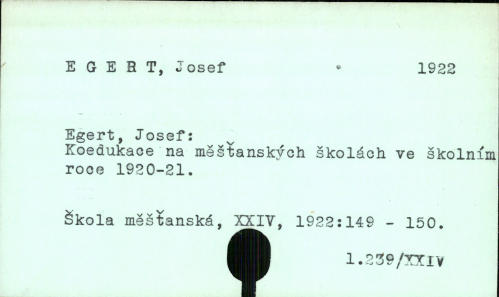 E G E R T, Josef 1922
Egert, Josef:
Koedukace na měšťanských školách ve školním
roce 1920-21.
Škola měšťanská, XXIV, 1922:149 - 150.
1.239/XXIV